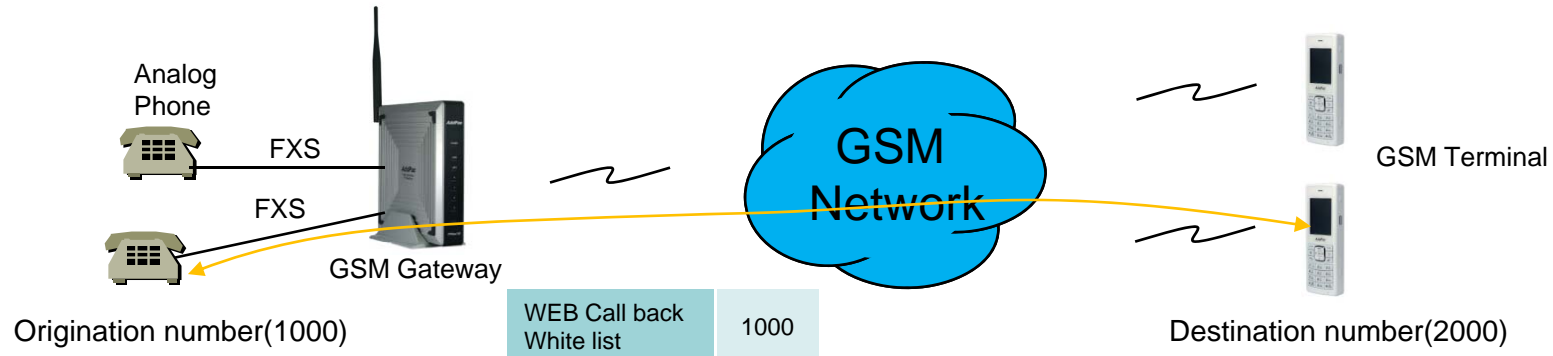 Analog
Phone
FXS
FXS
GSM Gateway
GSM
Network
GSM Terminal
Origination number(1000)
WEB Call back
White list
1000
Destination number(2000)
AddPac